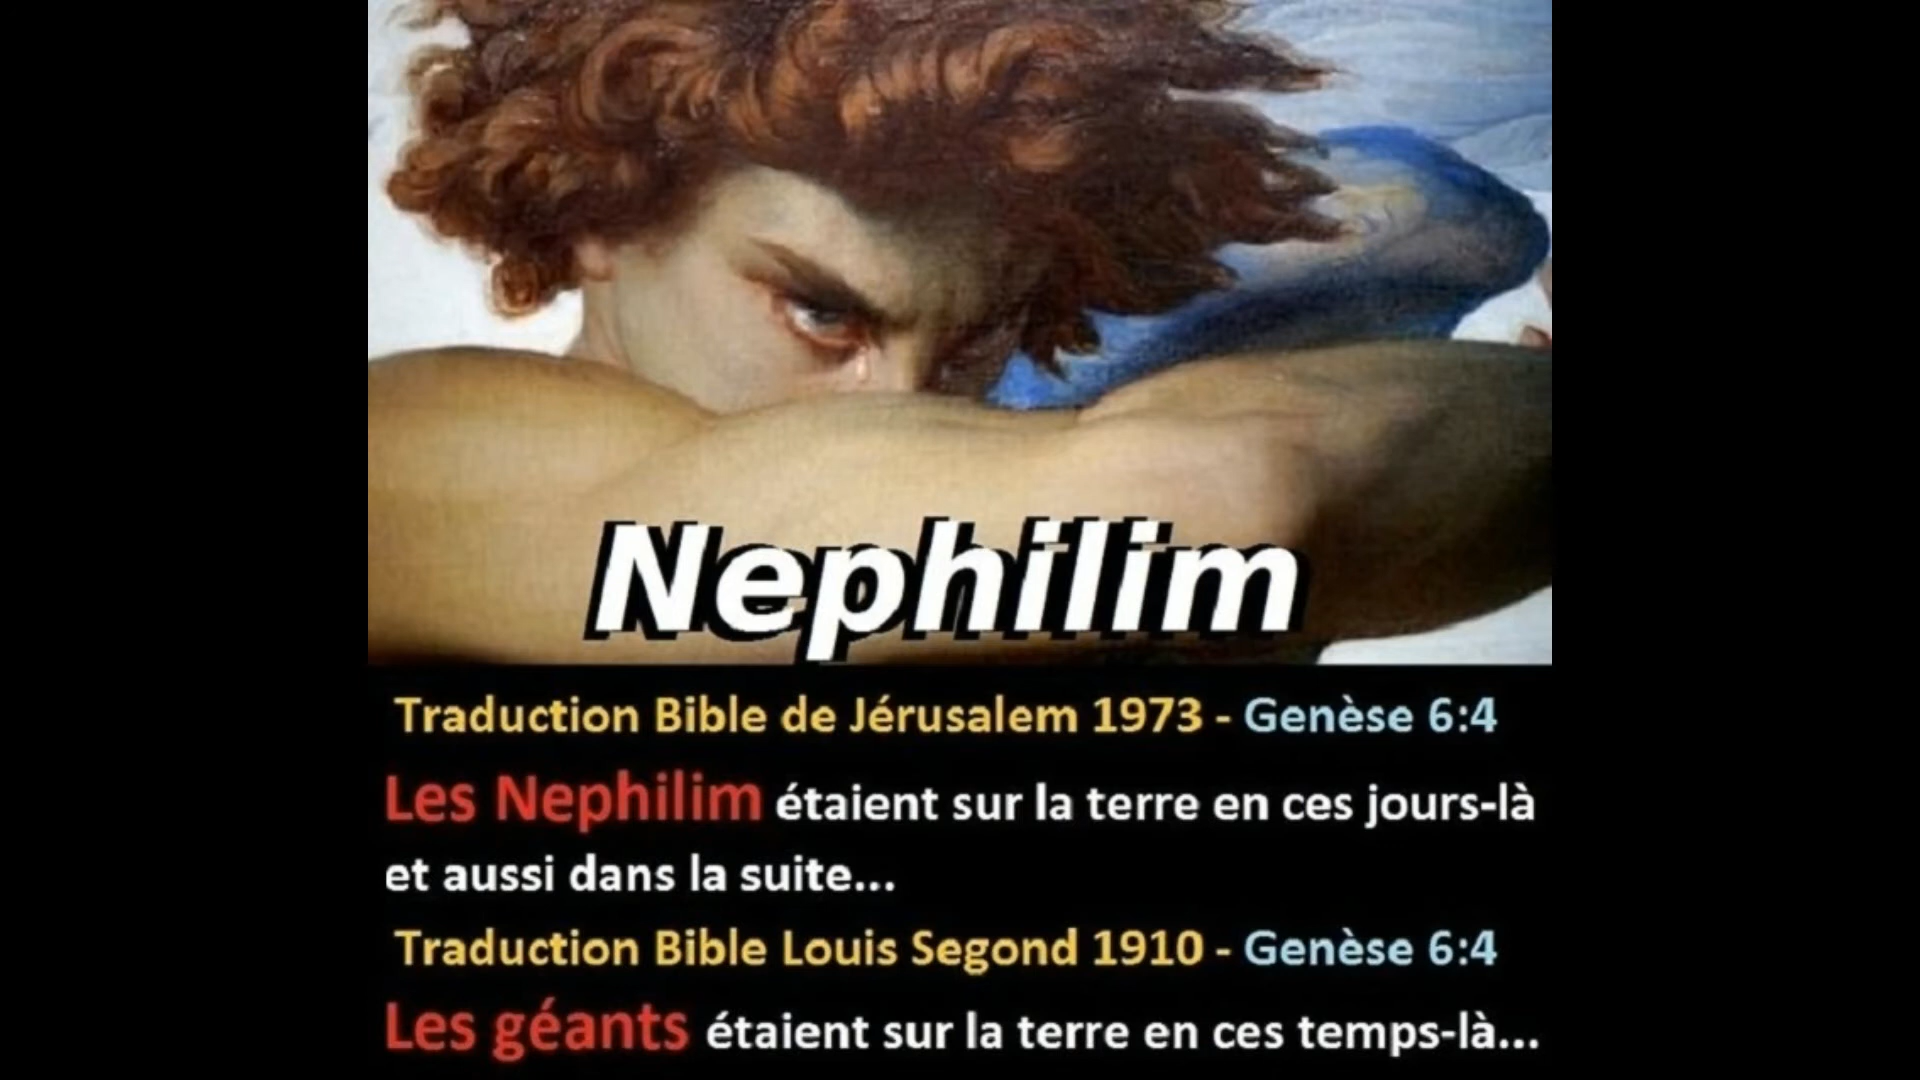 Nephilim
Traduction Bible de Jérusalem 1973 - Genèse 6:4
Les Nephilim étaient sur la terre en ces jours-là
et aussi dans la suite...
Traduction Bible Louis Segond 1910 - Genèse 6:4
Les géants étaient sur la terre en ces temps-là...